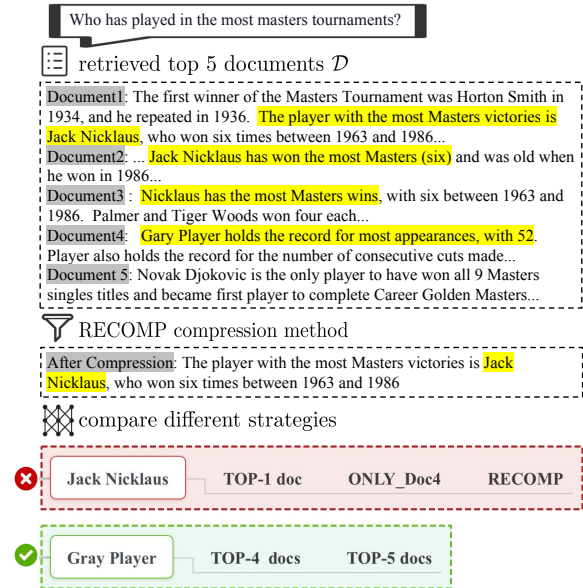 Who has played in the most masters tournaments?
retrieved top 5 documents 𝒟
Document1: The first winner of the Masters Tournament was Horton Smith in
1934, and he repeated in 1936. The player with the most Masters victories is
Jack Nicklaus, who won six times between 1963 and 1986...
Document2: ... Jack Nicklaus has won the most Masters (six) and was old when
he won in 1986...
Document3 : Nicklaus has the most Masters wins, with six between 1963 and
1986. Palmer and Tiger Woods won four each...
Document4: Gary Player holds the record for most appearances, with 52.
Player also holds the record for the number of consecutive cuts made...
Document 5: Novak Djokovic is the only player to have won all 9 Masters
singles titles and became first player to complete Career Golden Masters...
RECOMP compression method
After Compression: The player with the most Masters victories is Jack
Nicklaus, who won six times between 1963 and 1986
compare different strategies
Jack Nicklaus TOP-1 doc ONLY_Doc4 RECOMP
Gray Player TOP-4 docs TOP-5 docs